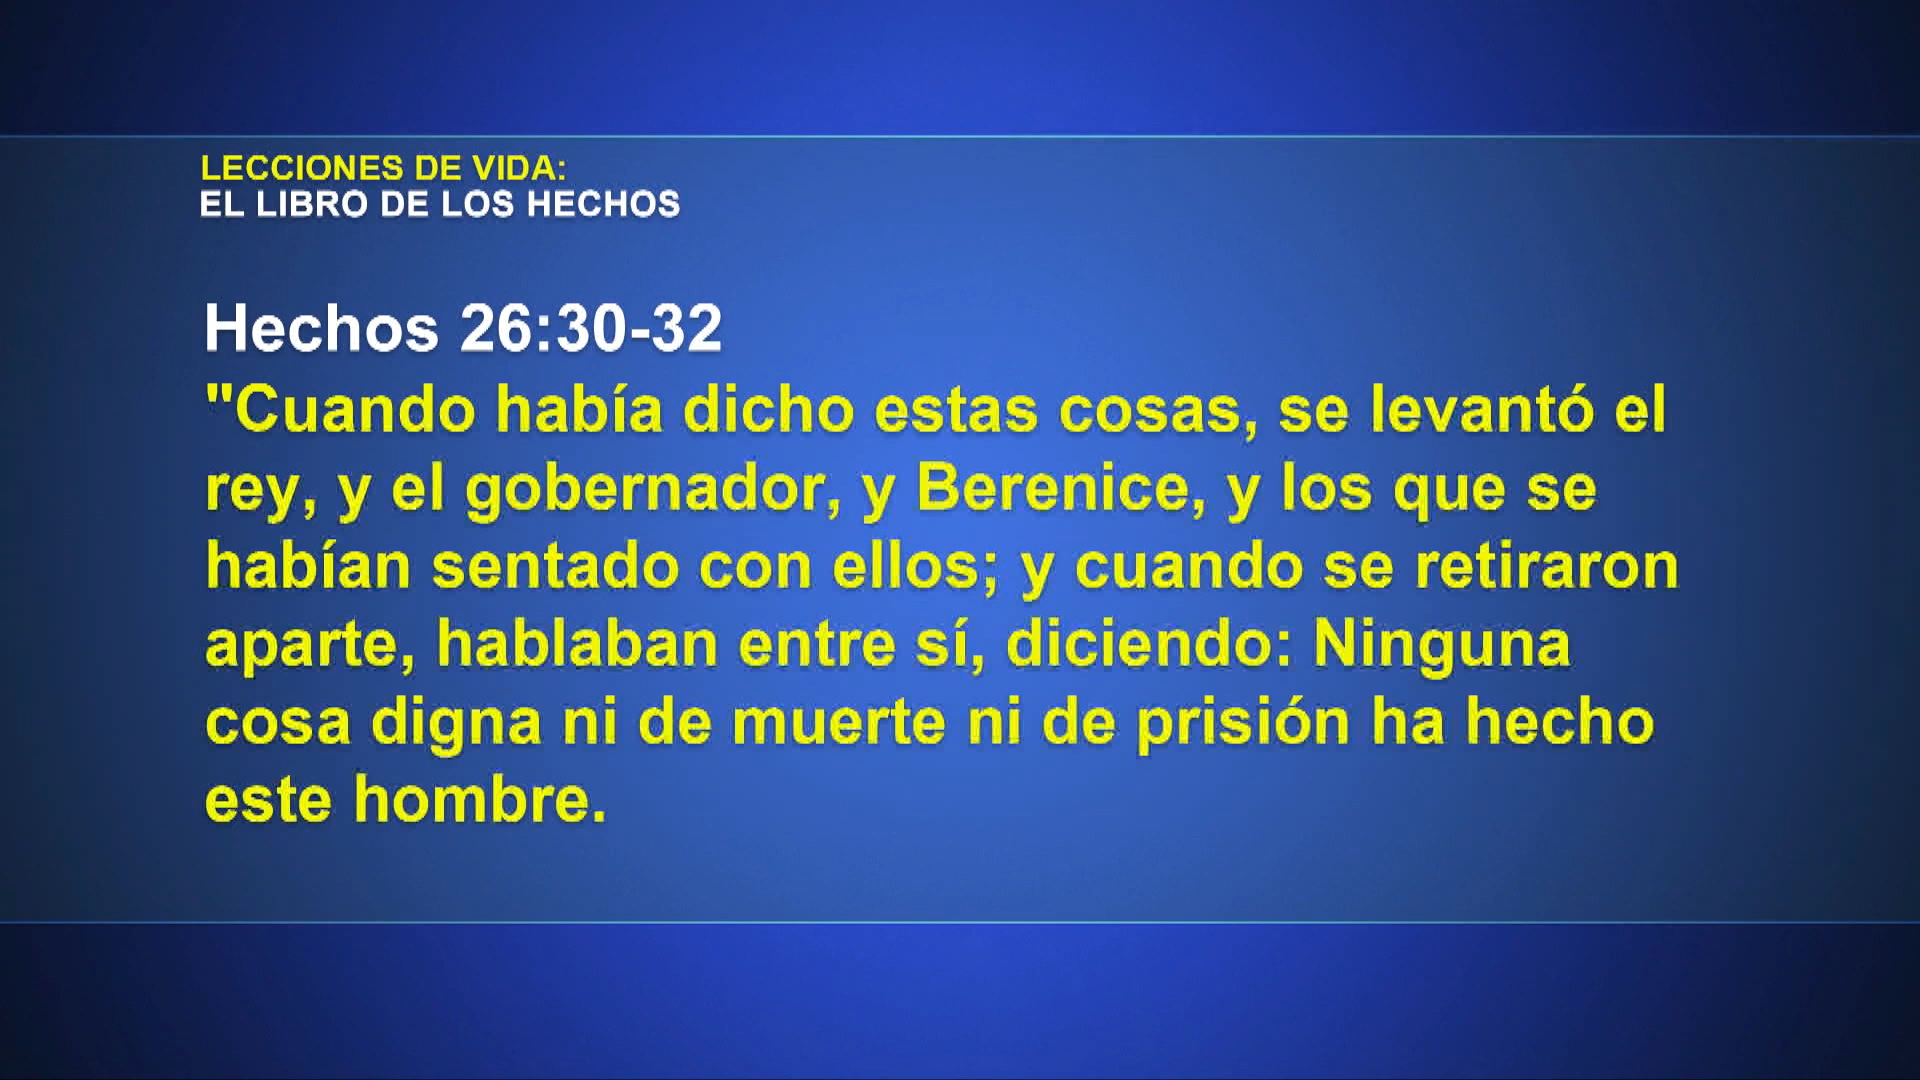 LECCIONES DE VIDA:
EL LIBRO DE LOS HECHOS
Hechos 26:30-32
"Cuando había dicho estas cosas, se levantó el
rey, y el gobernador, y Berenice, y los que se
habían sentado con ellos; y cuando se retiraron
aparte, hablaban entre sí, diciendo: Ninguna
cosa digna ni de muerte ni de prisión ha hecho
este hombre.